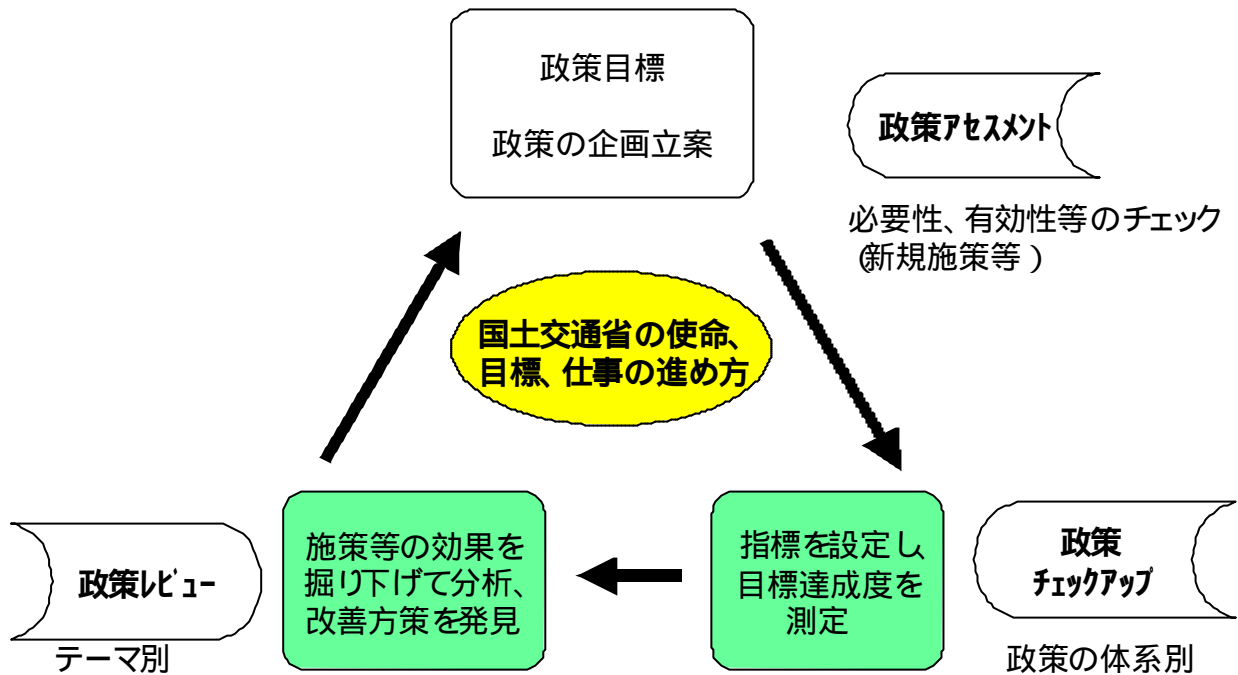 政策目標
政策の企画立案
政策ｱｾｽﾒﾝﾄ
必要性、有効性等のチェック
(新規施策等)
国土交通省の使命、
目標、仕事の進め方
政策ﾚﾋﾞｭｰ
テーマ別
施策等の効果を
掘り下げて分析、
改善方策を発見
指標を設定し、
目標達成度を
測定
政策
ﾁｪｯｸｱｯﾌﾟ
政策の体系別